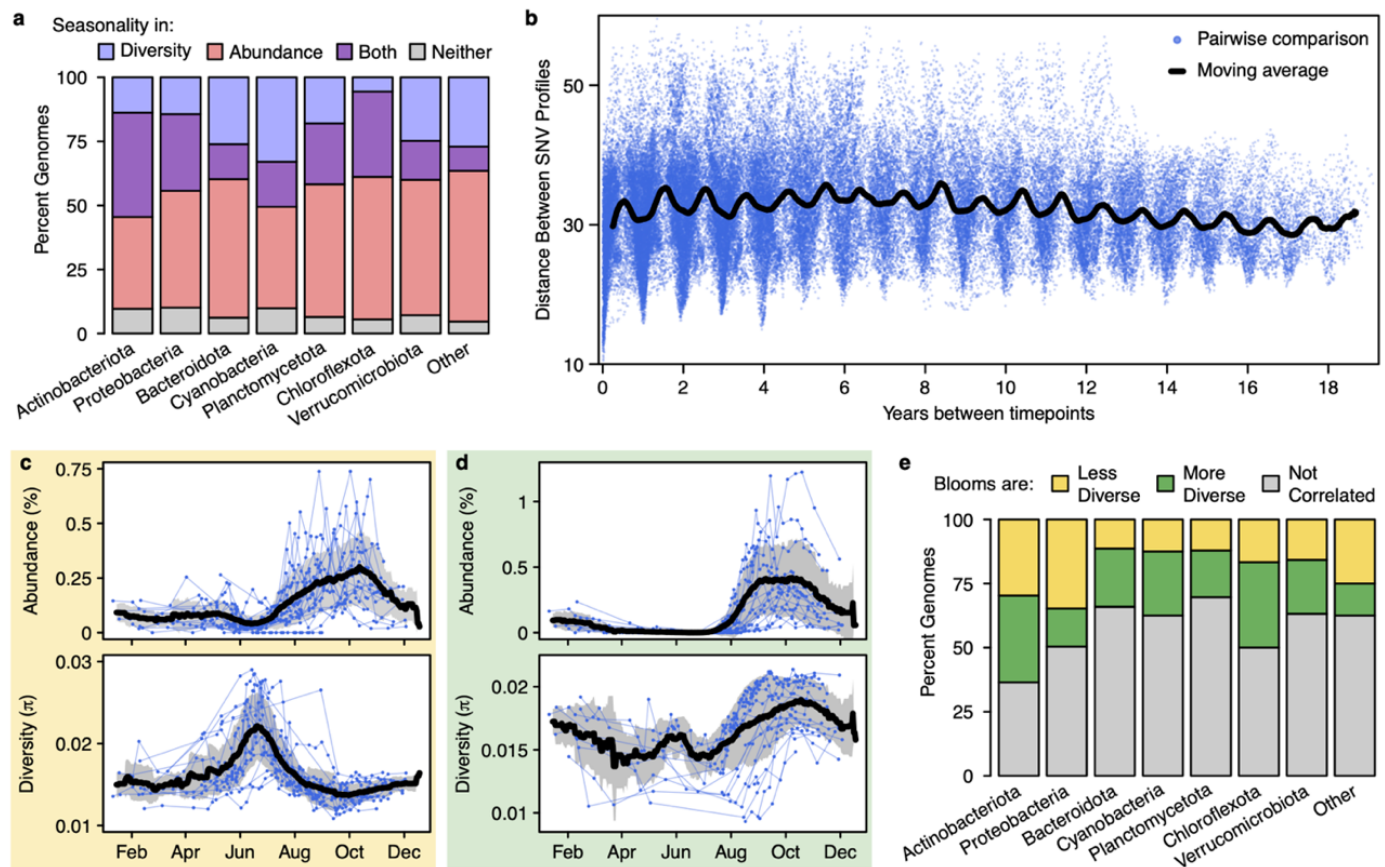 a
Seasonality in:
Diversity Abundance Both Neither
Percent Genomes
100
75
50
25
0
Actinobacteriota
Proteobacteria
Bacteroidota
Cyanobacteria
Planctomycetota
Chloroflexota
Verrucomicrobiota
Other
b
Pairwise comparison
Moving average
Distance Between SNV Profiles
50
30
10
0 2 4 6 8 10 12 14 16 18
Years between timepoints
c
Abundance (%)
0.75
0.5
0.25
0
Diversity (π)
0.03
0.02
0.01
Feb Apr Jun Aug Oct Dec
d
Abundance (%)
1
0.5
0
Diversity (π)
0.02
0.015
0.01
Feb Apr Jun Aug Oct Dec
e
Blooms are:
Less Diverse
More Diverse
Not Correlated
Percent Genomes
100
75
50
25
0
Actinobacteriota
Proteobacteria
Bacteroidota
Cyanobacteria
Planctomycetota
Chloroflexota
Verrucomicrobiota
Other